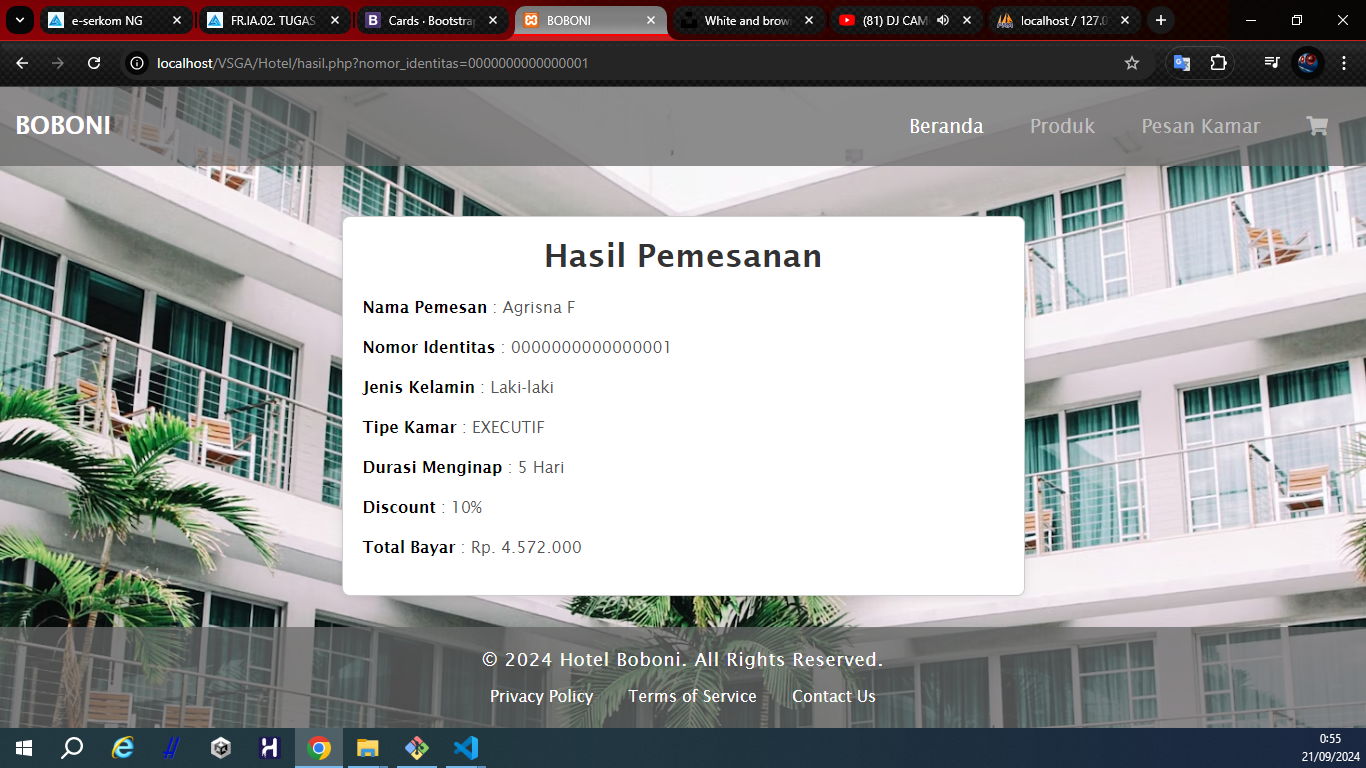 e-serkom NG
FR.IA.02. TUGAS
Cards · Bootstrap
BOBONI
White and brow
(81) DJ CAM
localhost / 127.0
localhost/VSGA/Hotel/hasil.php?nomor_identitas=0000000000000001
BOBONI
Beranda
Produk
Pesan Kamar
Hasil Pemesanan
Nama Pemesan : Agrisna F
Nomor Identitas : 0000000000000001
Jenis Kelamin : Laki-laki
Tipe Kamar : EXECUTIF
Durasi Menginap : 5 Hari
Discount : 10%
Total Bayar : Rp. 4.572.000
© 2024 Hotel Boboni. All Rights Reserved.
Privacy Policy
Terms of Service
Contact Us
0:55
21/09/2024